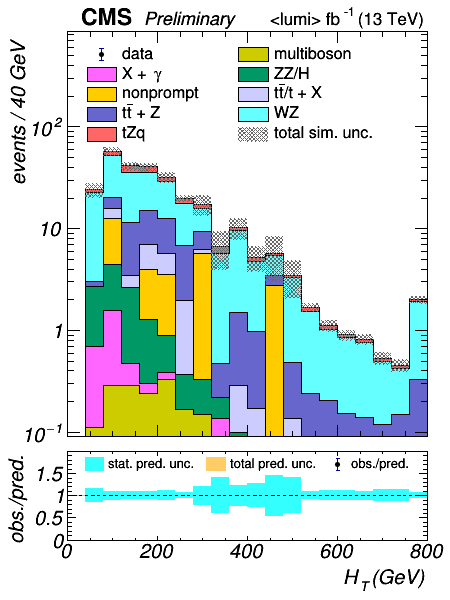 CMS Preliminary <lumi> fb⁻¹ (13 TeV)
events / 40 GeV
data
multiboson
X + γ
ZZ/H
nonprompt
tt̄/t + X
tt̄ + Z
WZ
tZq
total sim. unc.
10²
10
1
10⁻¹
obs./pred.
stat. pred. unc. total pred. unc. obs./pred.
1.5
1
0.5
0
0 200 400 600 800
H_T(GeV)